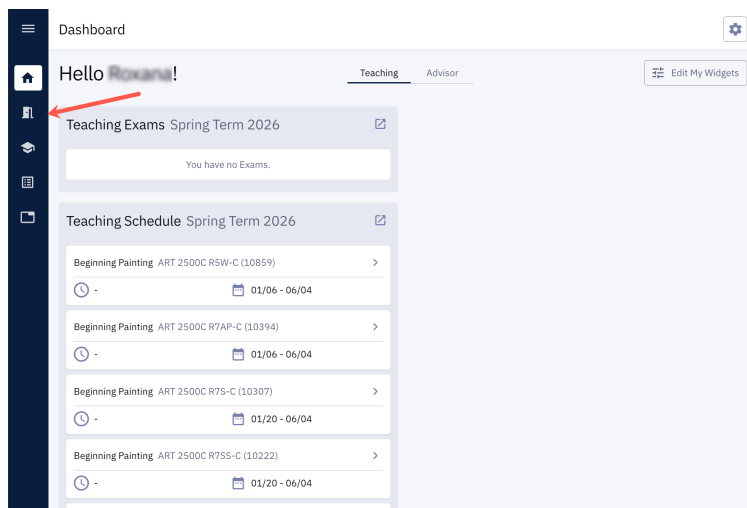 Dashboard
Hello !
Teaching Advisor
Edit My Widgets
Teaching Exams Spring Term 2026
You have no Exams.
Teaching Schedule Spring Term 2026
Beginning Painting ART 2500C R5W-C (10859)
- 01/06 - 06/04
Beginning Painting ART 2500C R7AP-C (10394)
- 01/06 - 06/04
Beginning Painting ART 2500C R7S-C (10307)
- 01/20 - 06/04
Beginning Painting ART 2500C R7SS-C (10222)
- 01/20 - 06/04